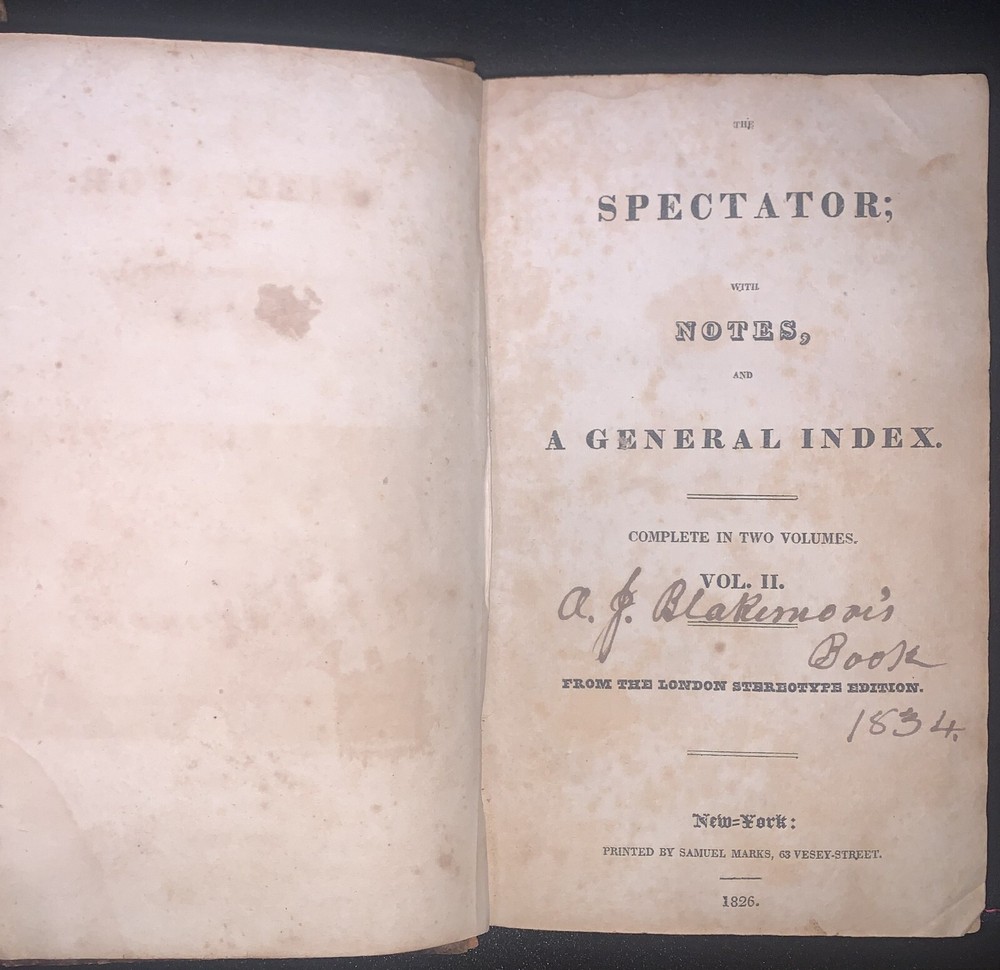 THE
SPECTATOR;
WITH
NOTES,
AND
A GENERAL INDEX.
COMPLETE IN TWO VOLUMES.
VOL. II.
A. J. Blakemore's
Book
FROM THE LONDON STEREOTYPE EDITION.
1834.
New-York:
PRINTED BY SAMUEL MARKS, 63 VESEY-STREET.
1826.